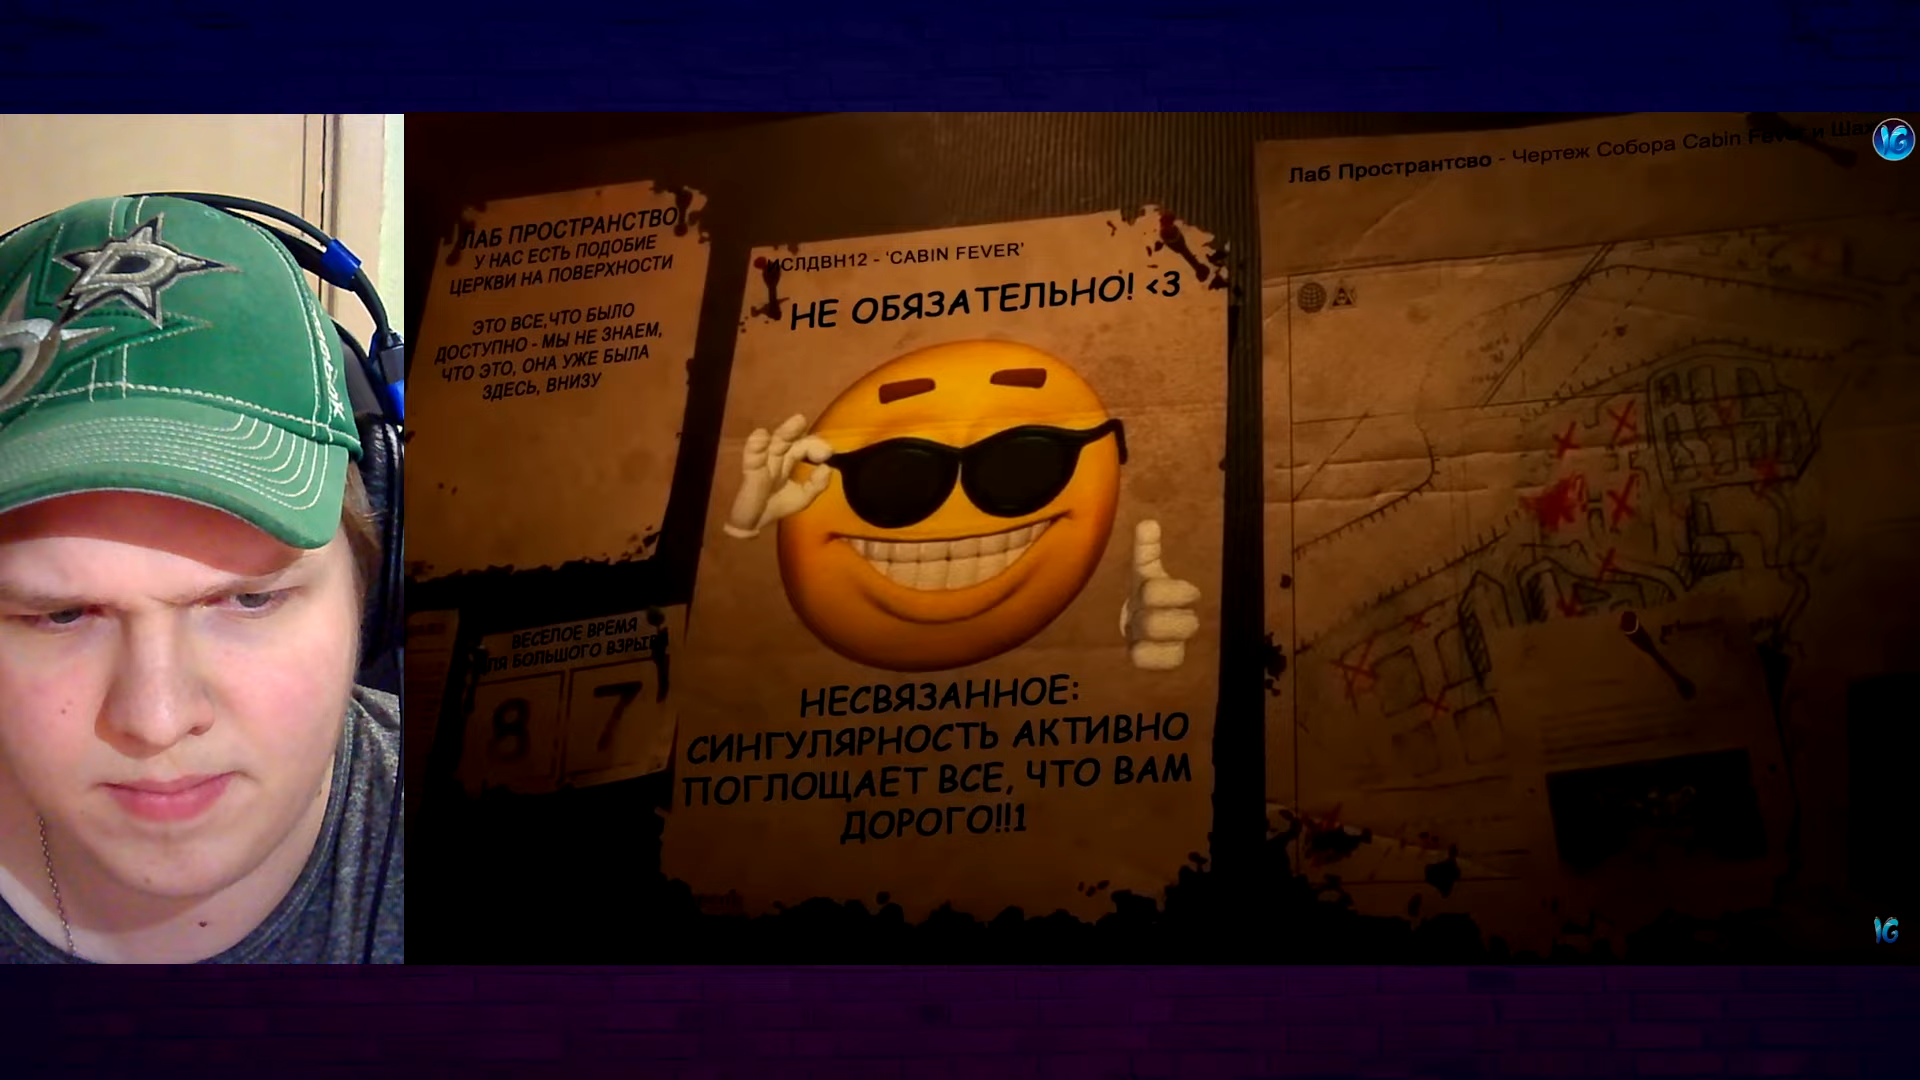 ЛАБ ПРОСТРАНСТВО
У НАС ЕСТЬ ПОДОБИЕ
ЦЕРКВИ НА ПОВЕРХНОСТИ
ЭТО ВСЕ,ЧТО БЫЛО
ДОСТУПНО - МЫ НЕ ЗНАЕМ,
ЧТО ЭТО, ОНА УЖЕ БЫЛА
ЗДЕСЬ, ВНИЗУ
ВЕСЕЛОЕ ВРЕМЯ
ДЛЯ БОЛЬШОГО ВЗРЫВА
8 7
ИСЛДВН12 - 'CABIN FEVER'
НЕ ОБЯЗАТЕЛЬНО! <3
НЕСВЯЗАННОЕ:
СИНГУЛЯРНОСТЬ АКТИВНО
ПОГЛОЩАЕТ ВСЕ, ЧТО ВАМ
ДОРОГО!!1
Лаб Пространтсво - Чертеж Собора Cabin Fever и
IG
IG
Reebok
D